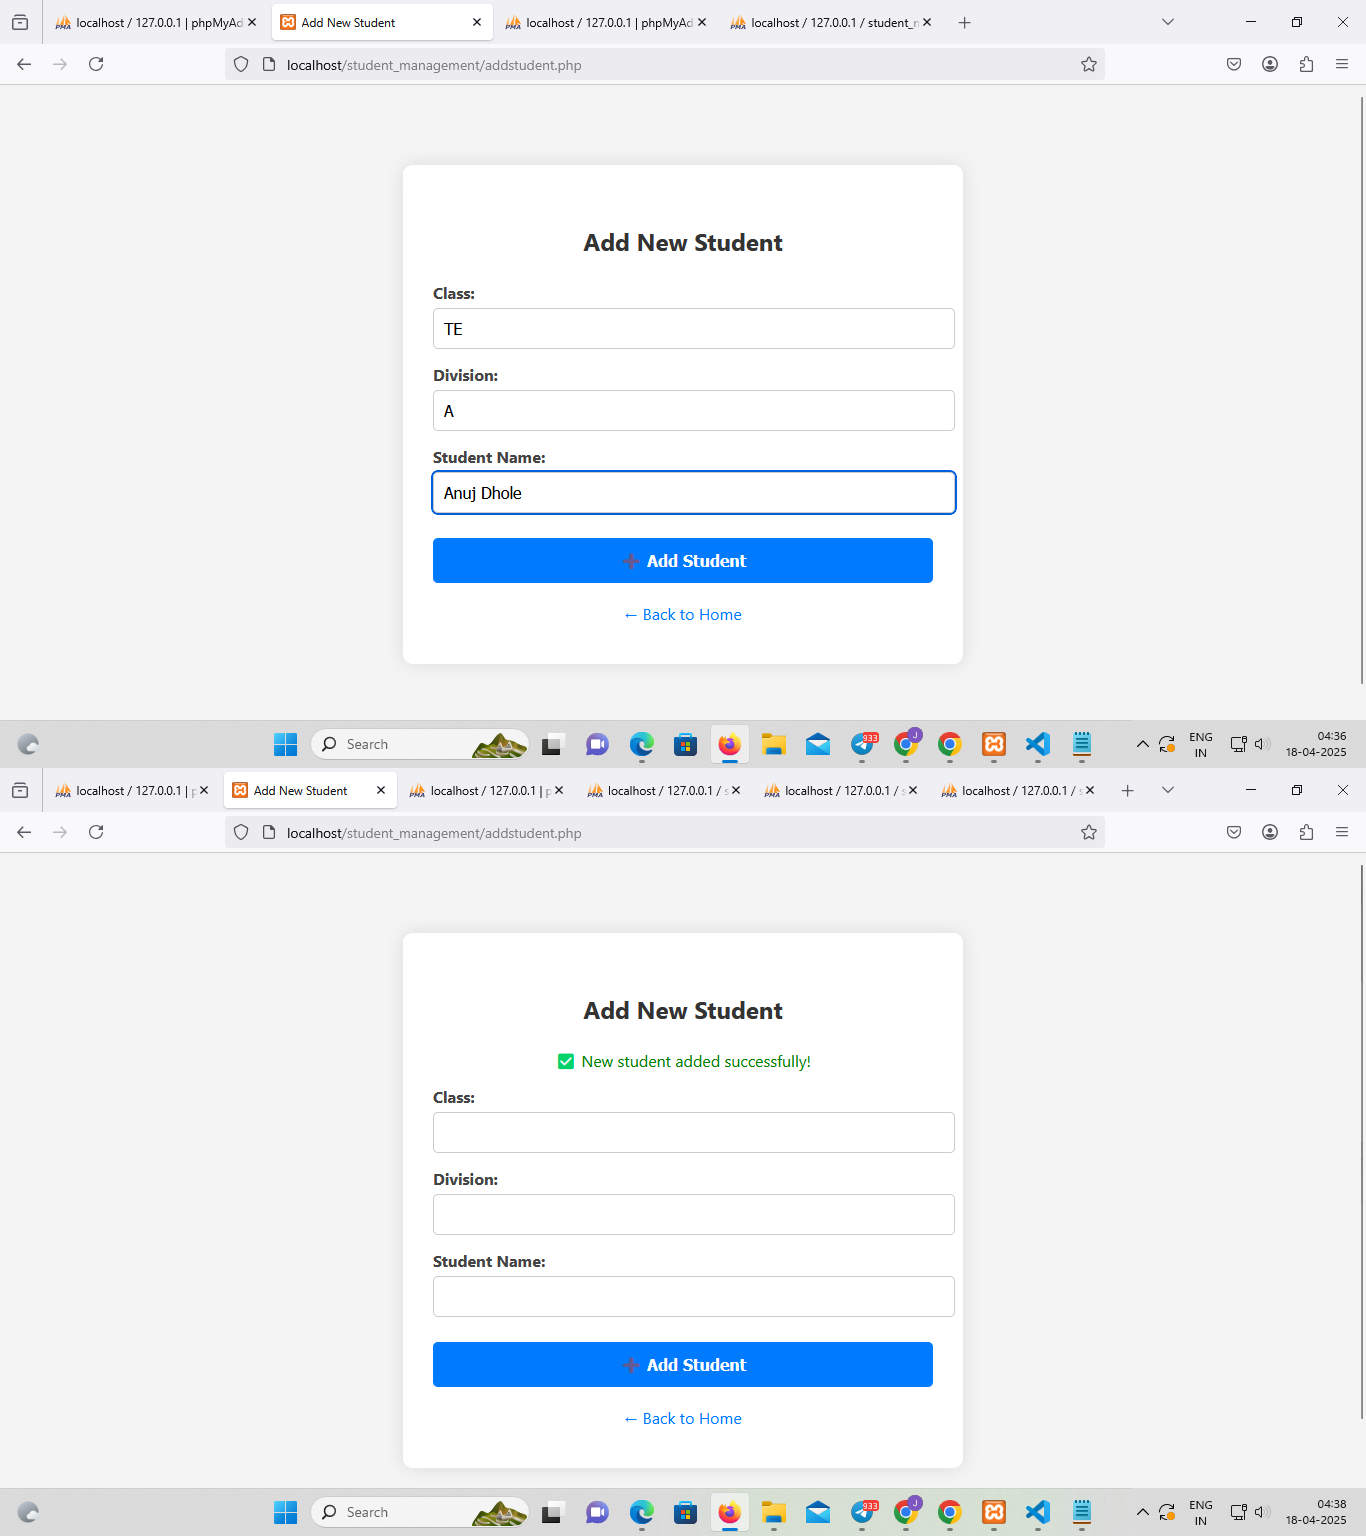 localhost / 127.0.0.1 | phpMyAd
Add New Student
localhost / 127.0.0.1 | phpMyAd
localhost / 127.0.0.1 / student_n
localhost/student_management/addstudent.php
Add New Student
Class:
TE
Division:
A
Student Name:
Anuj Dhole
➕ Add Student
← Back to Home
Search
933
J
ENG
IN
04:36
18-04-2025
localhost / 127.0.0.1 | p
Add New Student
localhost / 127.0.0.1 | p
localhost / 127.0.0.1 / s
localhost / 127.0.0.1 / s
localhost / 127.0.0.1 / s
localhost/student_management/addstudent.php
Add New Student
✅ New student added successfully!
Class:
Division:
Student Name:
➕ Add Student
← Back to Home
Search
933
J
ENG
IN
04:38
18-04-2025